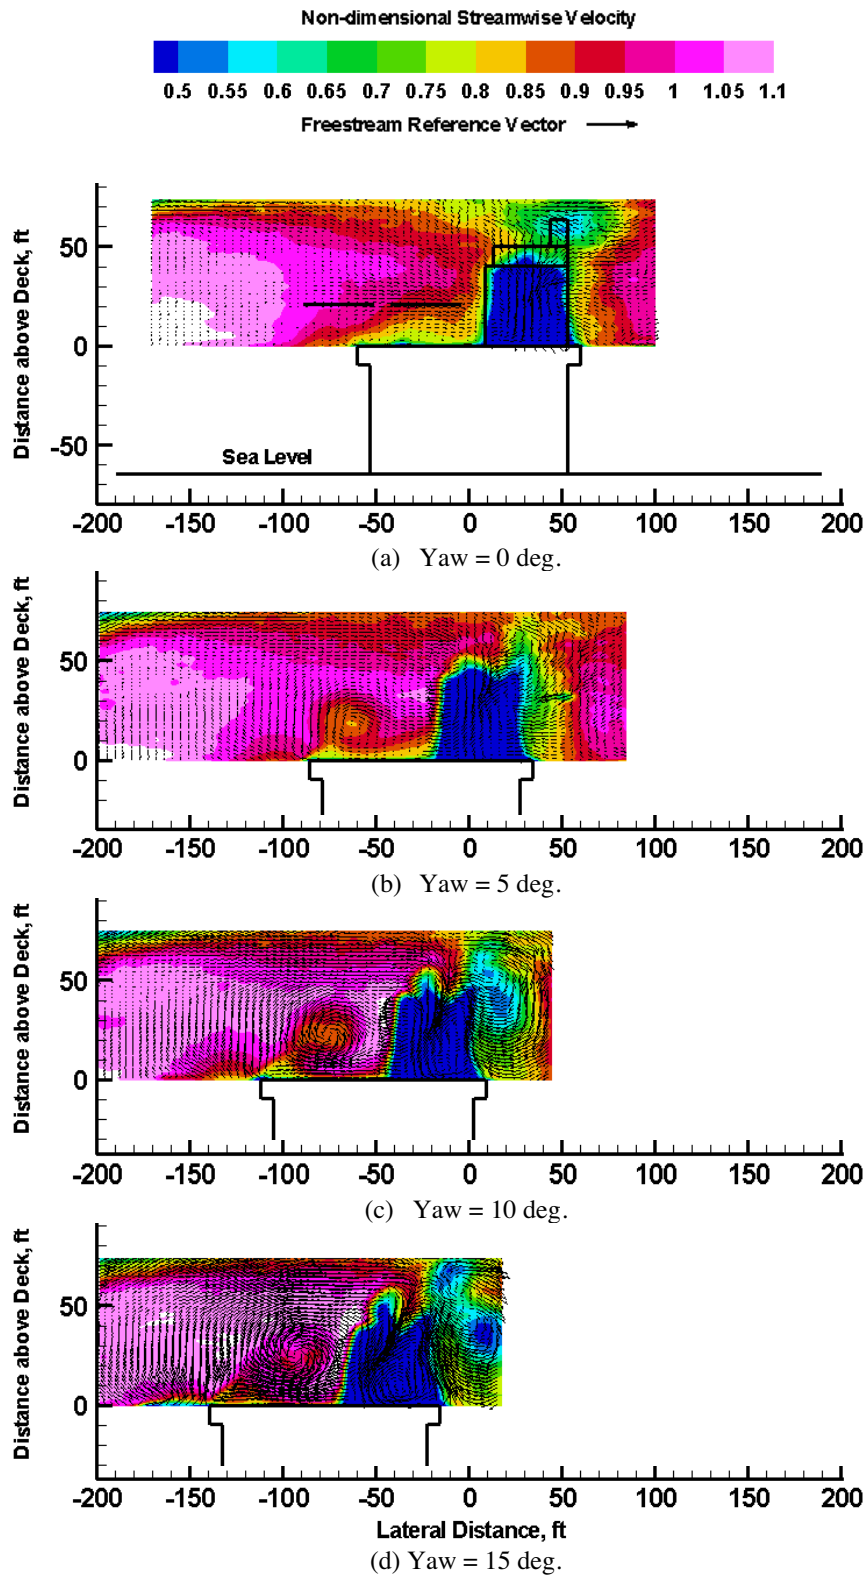 Non-dimensional Streamwise Velocity
0.5 0.55 0.6 0.65 0.7 0.75 0.8 0.85 0.9 0.95 1 1.05 1.1
Freestream Reference Vector
Distance above Deck, ft
50
0
-50
Sea Level
-200 -150 -100 -50 0 50 100 150 200
(a) Yaw = 0 deg.
Distance above Deck, ft
50
0
-200 -150 -100 -50 0 50 100 150 200
(b) Yaw = 5 deg.
Distance above Deck, ft
50
0
-200 -150 -100 -50 0 50 100 150 200
(c) Yaw = 10 deg.
Distance above Deck, ft
50
0
-200 -150 -100 -50 0 50 100 150 200
Lateral Distance, ft
(d) Yaw = 15 deg.